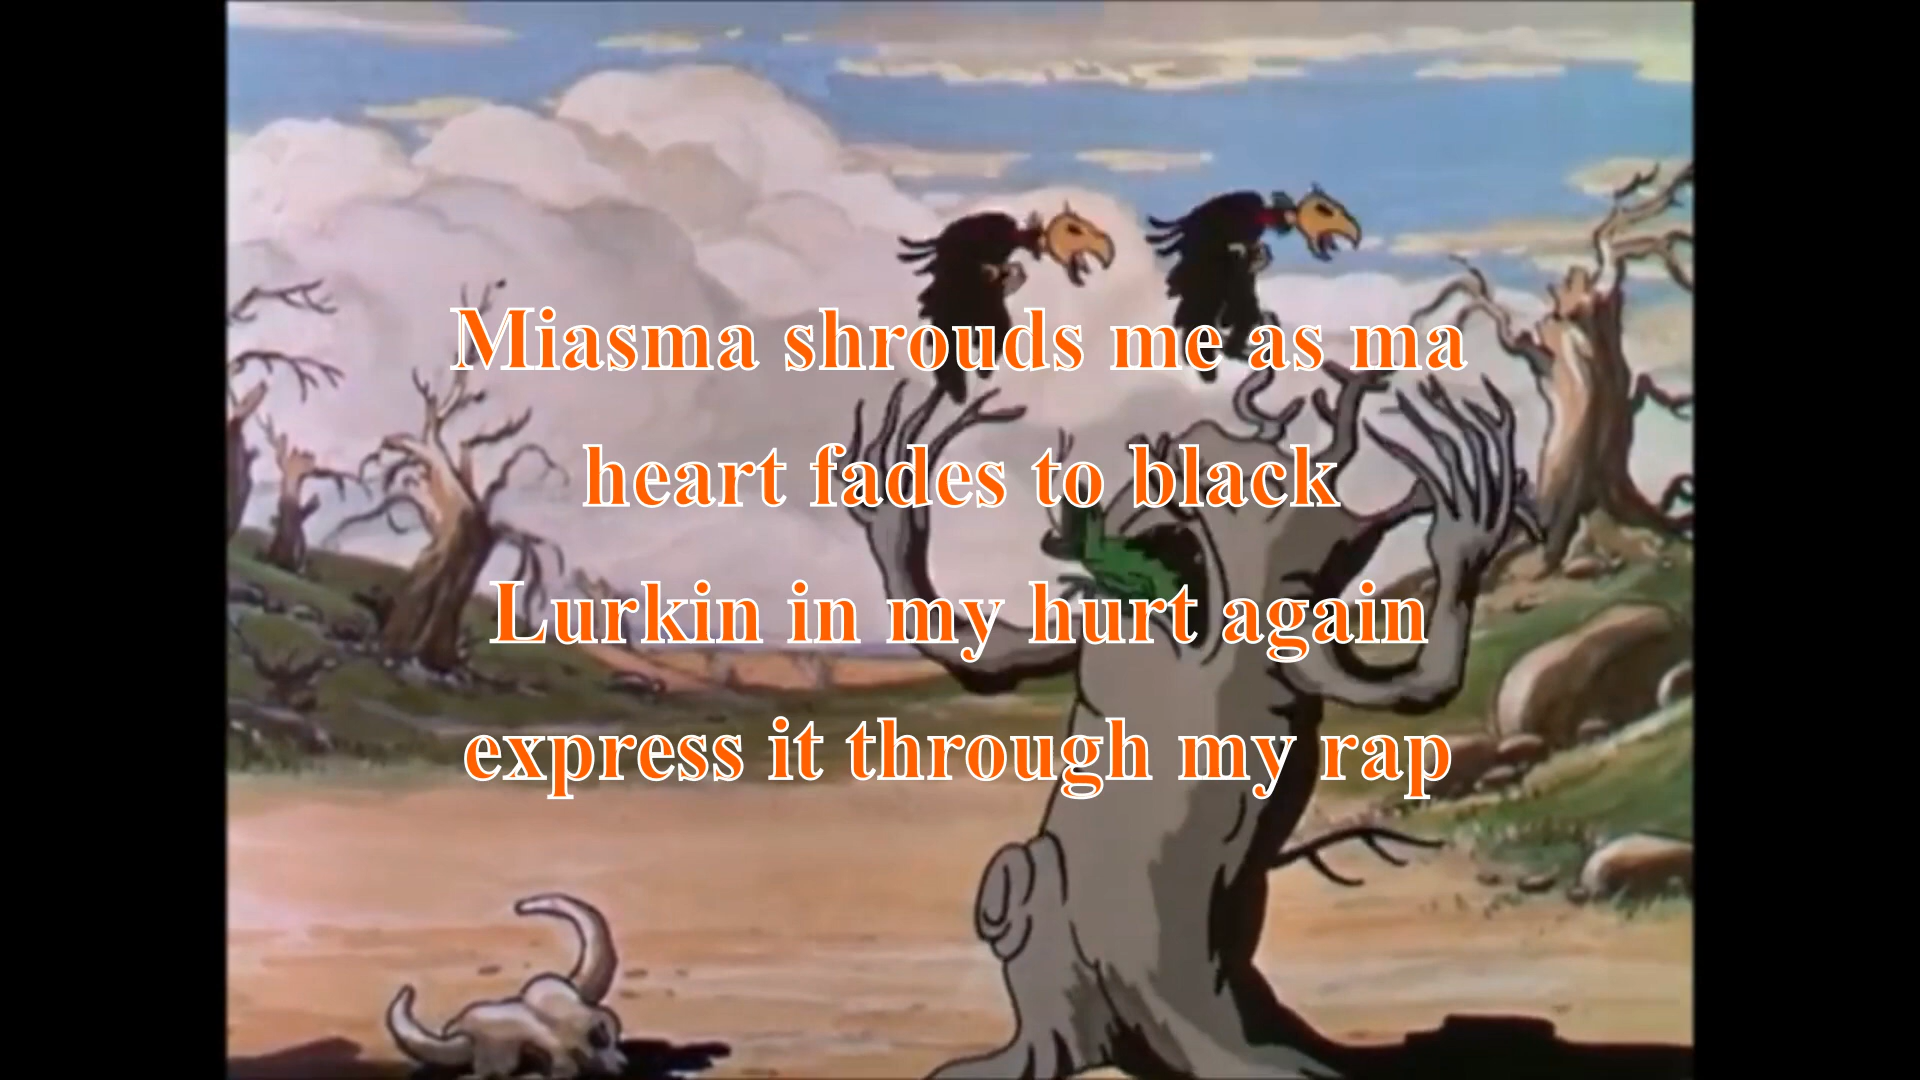 Miasma shrouds me as ma
heart fades to black
Lurkin in my hurt again
express it through my rap